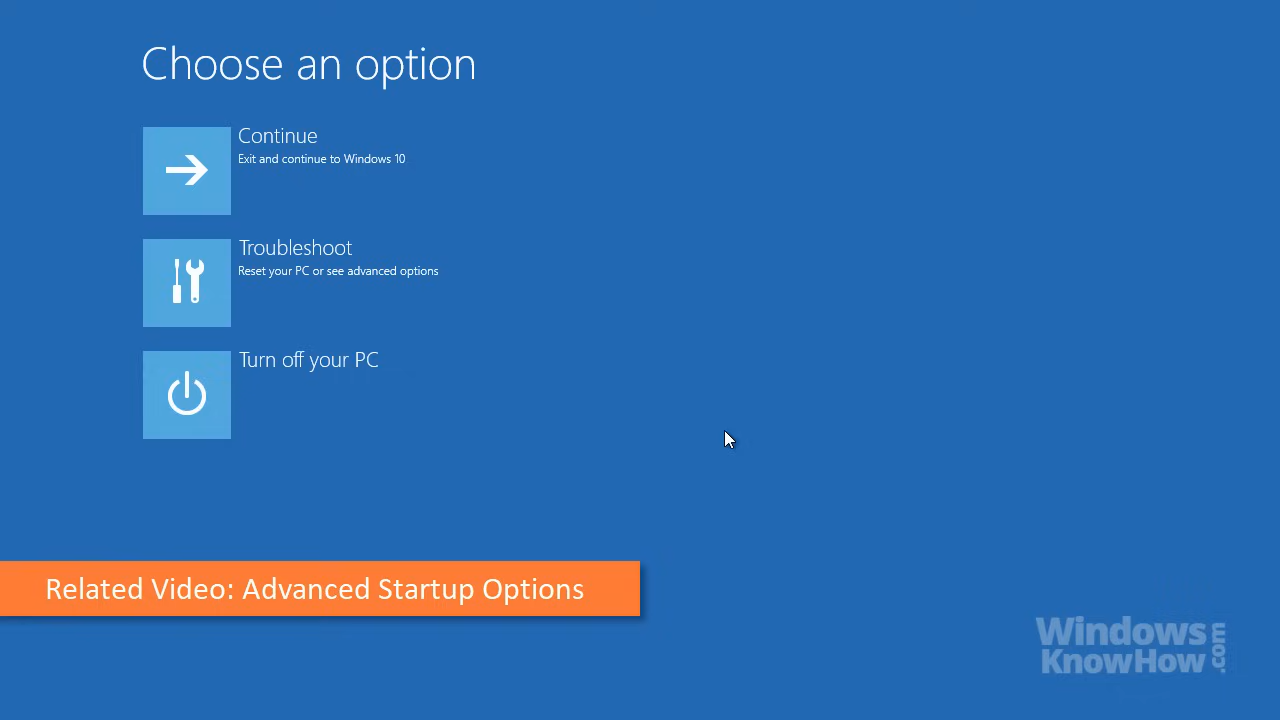 Choose an option
Continue
Exit and continue to Windows 10
Troubleshoot
Reset your PC or see advanced options
Turn off your PC
Related Video: Advanced Startup Options
Windows
KnowHow
.com